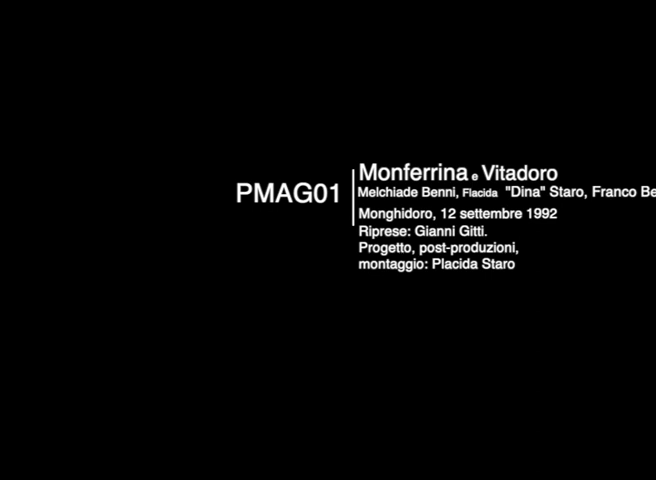 PMAG01
Monferrina e Vitadoro
Melchiade Benni, Flacida "Dina" Staro, Franco Be
Monghidoro, 12 settembre 1992
Riprese: Gianni Gitti.
Progetto, post-produzioni,
montaggio: Placida Staro